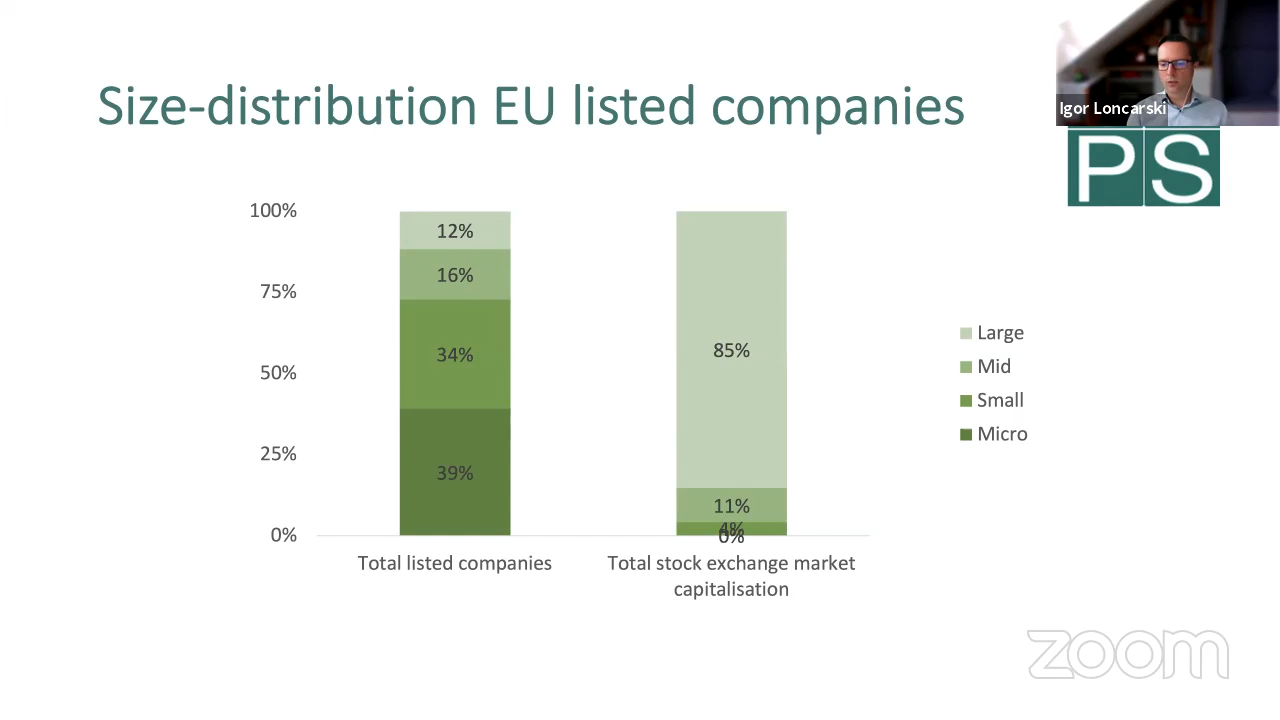 Size-distribution EU listed companies
Igor Loncarski
PS
100%
75%
50%
25%
0%
12%
16%
34%
39%
85%
11%
4%
0%
Total listed companies
Total stock exchange market
capitalisation
Large
Mid
Small
Micro
zoom